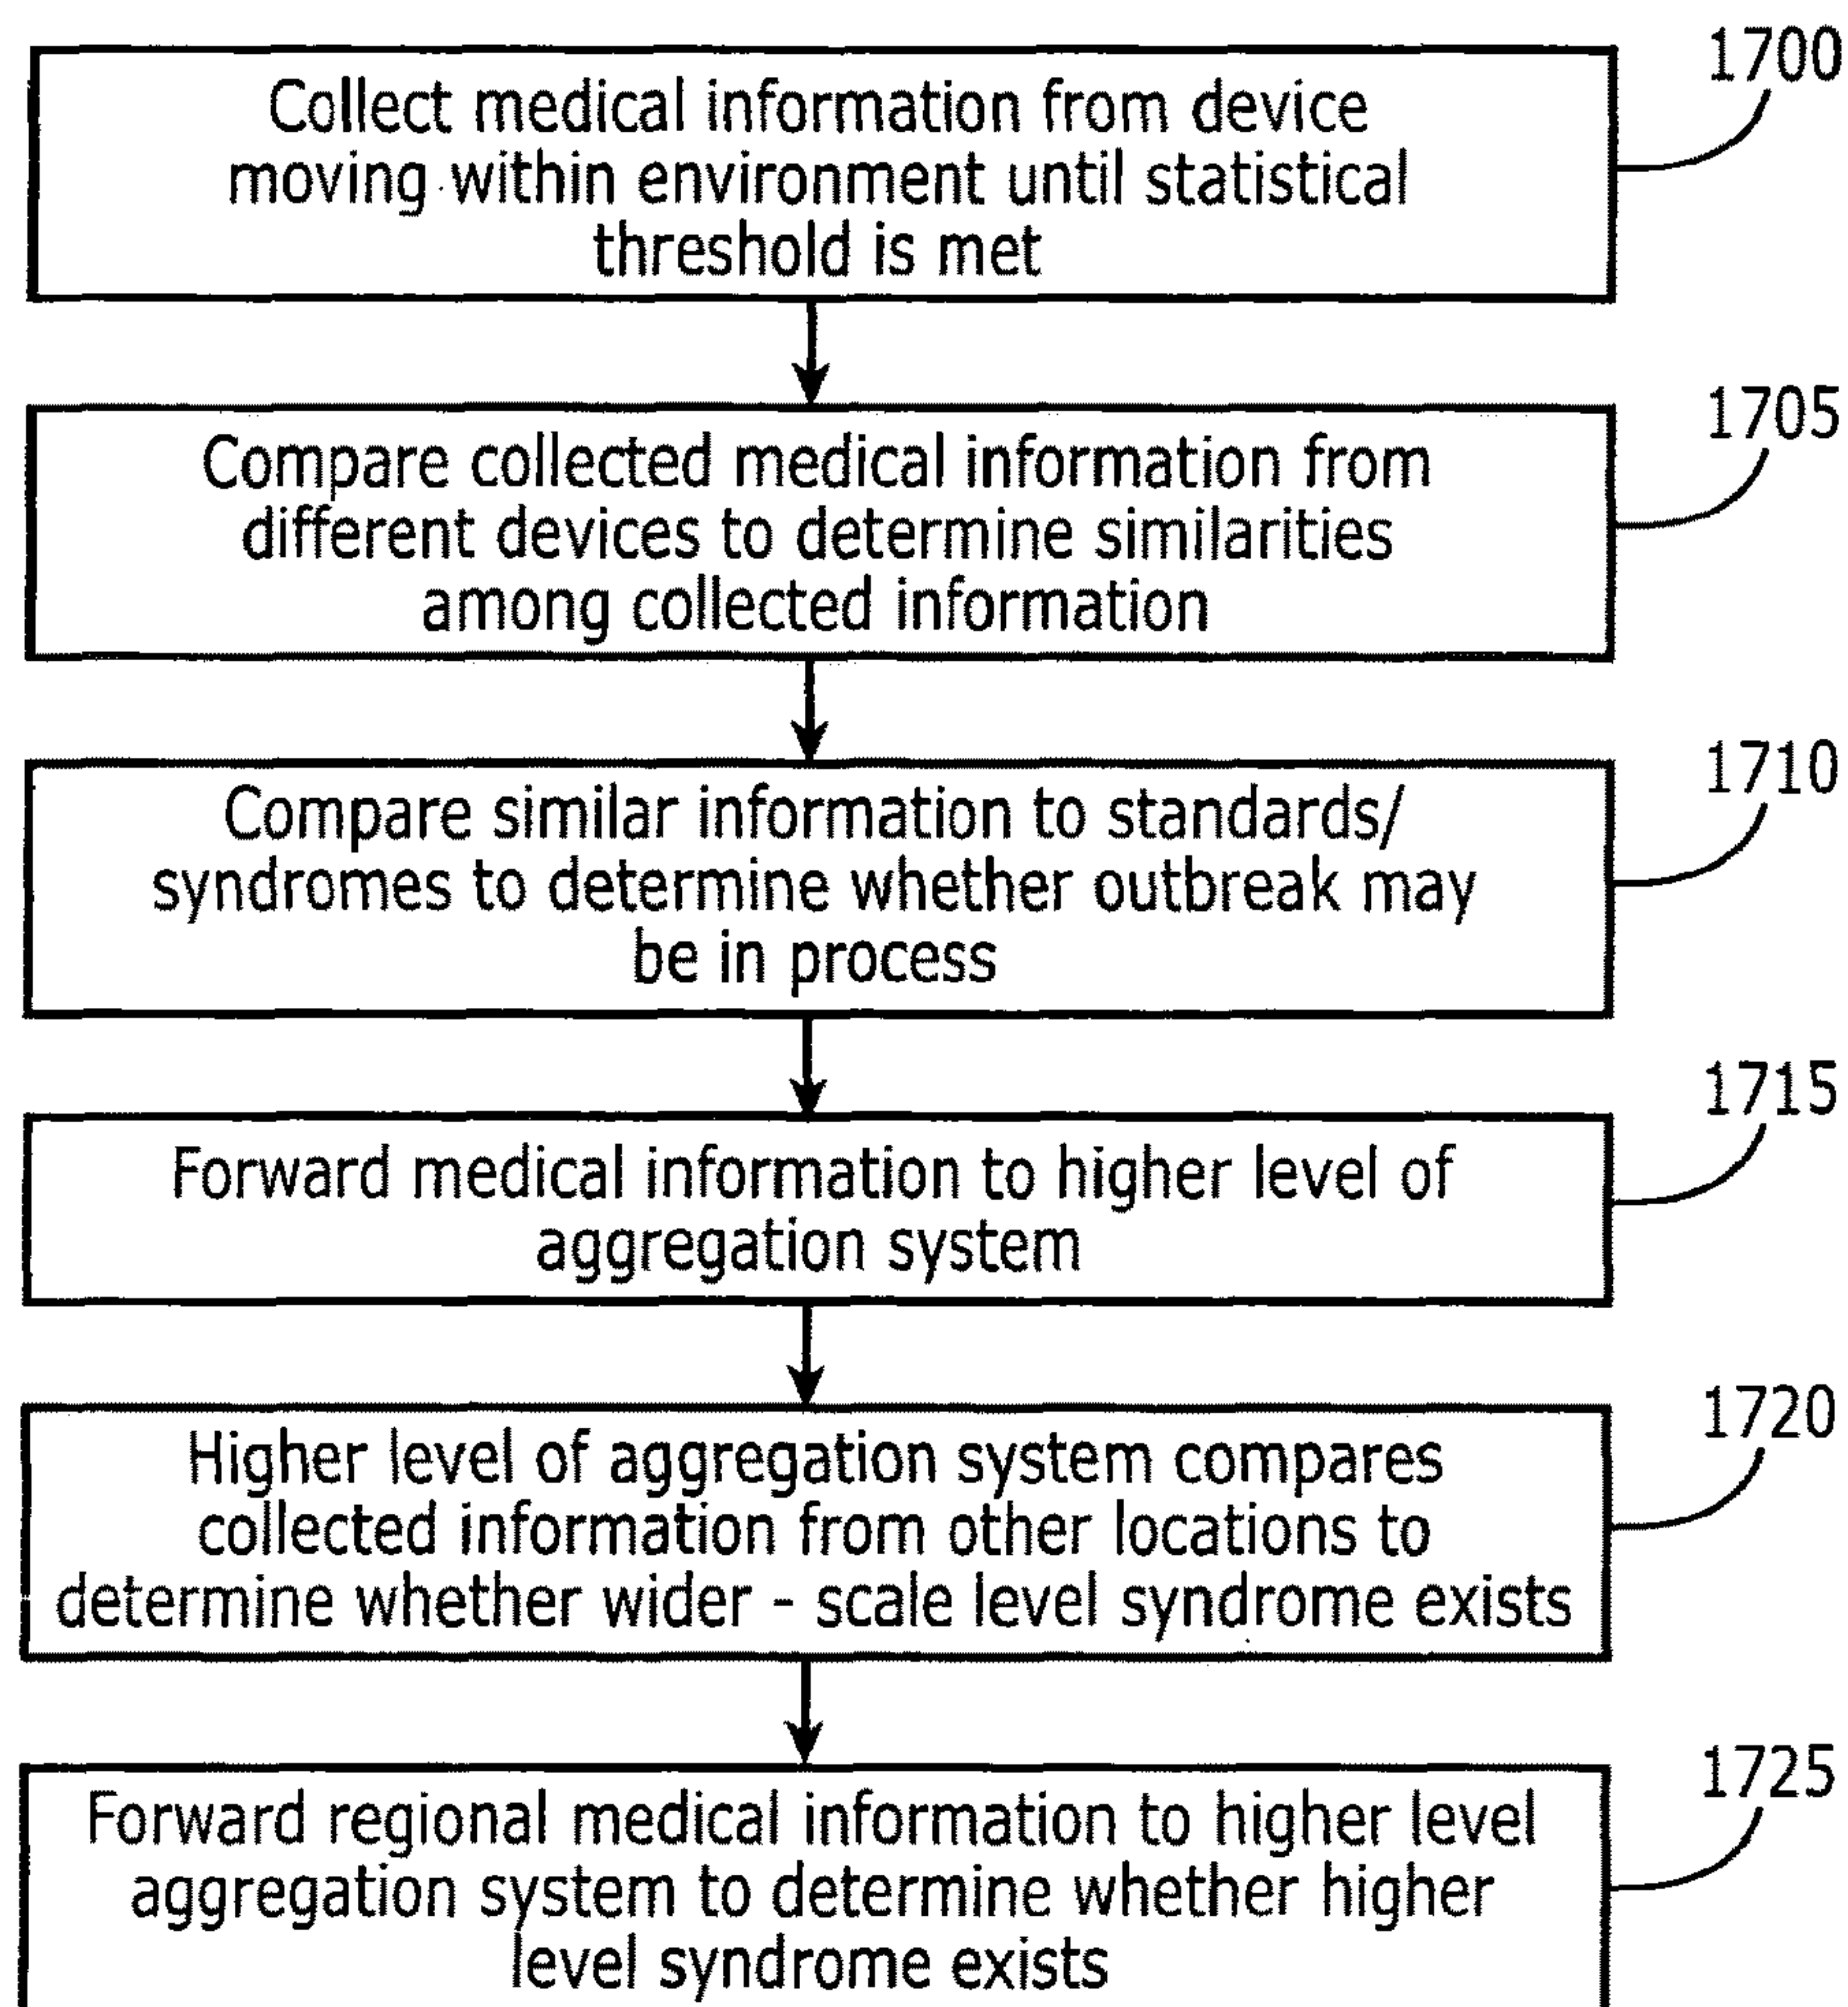 1700
Collect medical information from device
moving within environment until statistical
threshold is met
1705
Compare collected medical information from
different devices to determine similarities
among collected information
1710
Compare similar information to standards/
syndromes to determine whether outbreak may
be in process
1715
Forward medical information to higher level of
aggregation system
1720
Higher level of aggregation system compares
collected information from other locations to
determine whether wider - scale level syndrome exists
1725
Forward regional medical information to higher level
aggregation system to determine whether higher
level syndrome exists